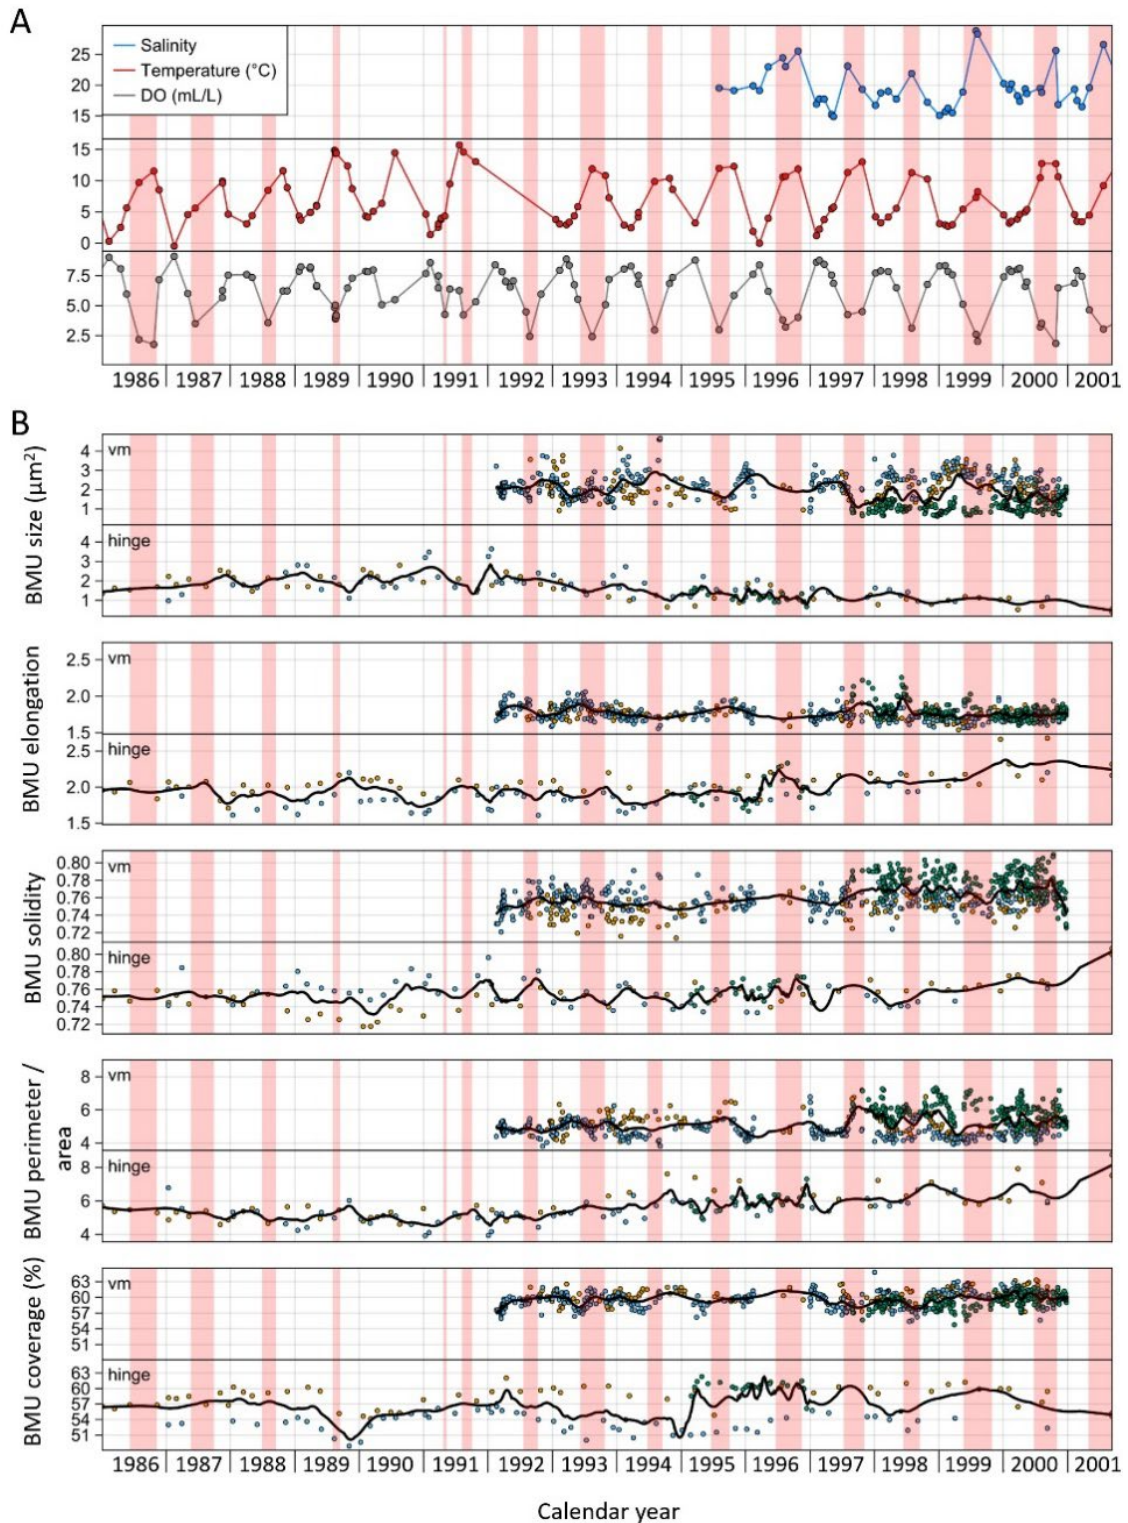 A
Salinity
Temperature (°C)
DO (mL/L)
25
20
15
15
10
5
0
7.5
5.0
2.5
1986 1987 1988 1989 1990 1991 1992 1993 1994 1995 1996 1997 1998 1999 2000 2001
B
BMU size (µm²)
vm
4
3
2
1
hinge
4
3
2
1
BMU elongation
vm
2.5
2.0
1.5
hinge
2.5
2.0
1.5
BMU solidity
vm
0.80
0.78
0.76
0.74
0.72
hinge
0.80
0.78
0.76
0.74
0.72
BMU perimeter /
area
vm
8
6
4
hinge
8
6
4
BMU coverage (%)
vm
63
60
57
54
51
hinge
63
60
57
54
51
1986 1987 1988 1989 1990 1991 1992 1993 1994 1995 1996 1997 1998 1999 2000 2001
Calendar year